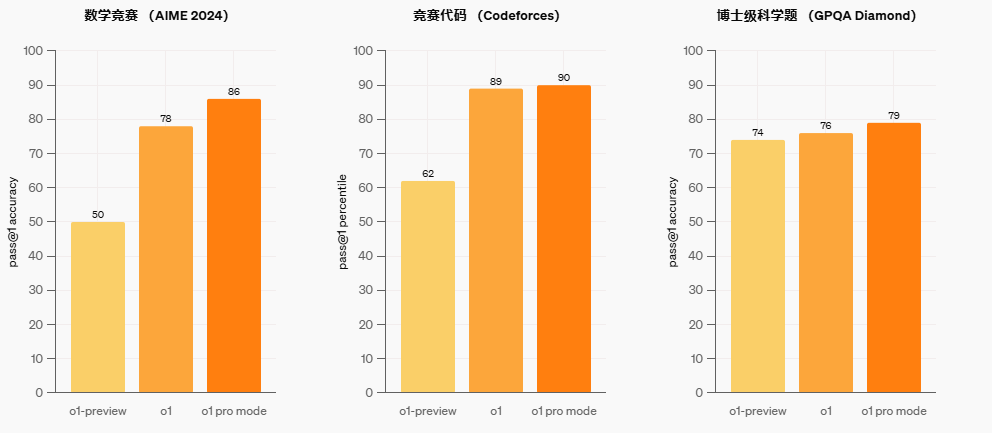 数学竞赛 （AIME 2024）
100
90
80
70
60
50
40
30
20
10
0
pass@1 accuracy
50
78
86
o1-preview
o1
o1 pro mode
竞赛代码 （Codeforces）
100
90
80
70
60
50
40
30
20
10
0
pass@1 percentile
62
89
90
o1-preview
o1
o1 pro mode
博士级科学题 （GPQA Diamond）
100
90
80
70
60
50
40
30
20
10
0
pass@1 accuracy
74
76
79
o1-preview
o1
o1 pro mode